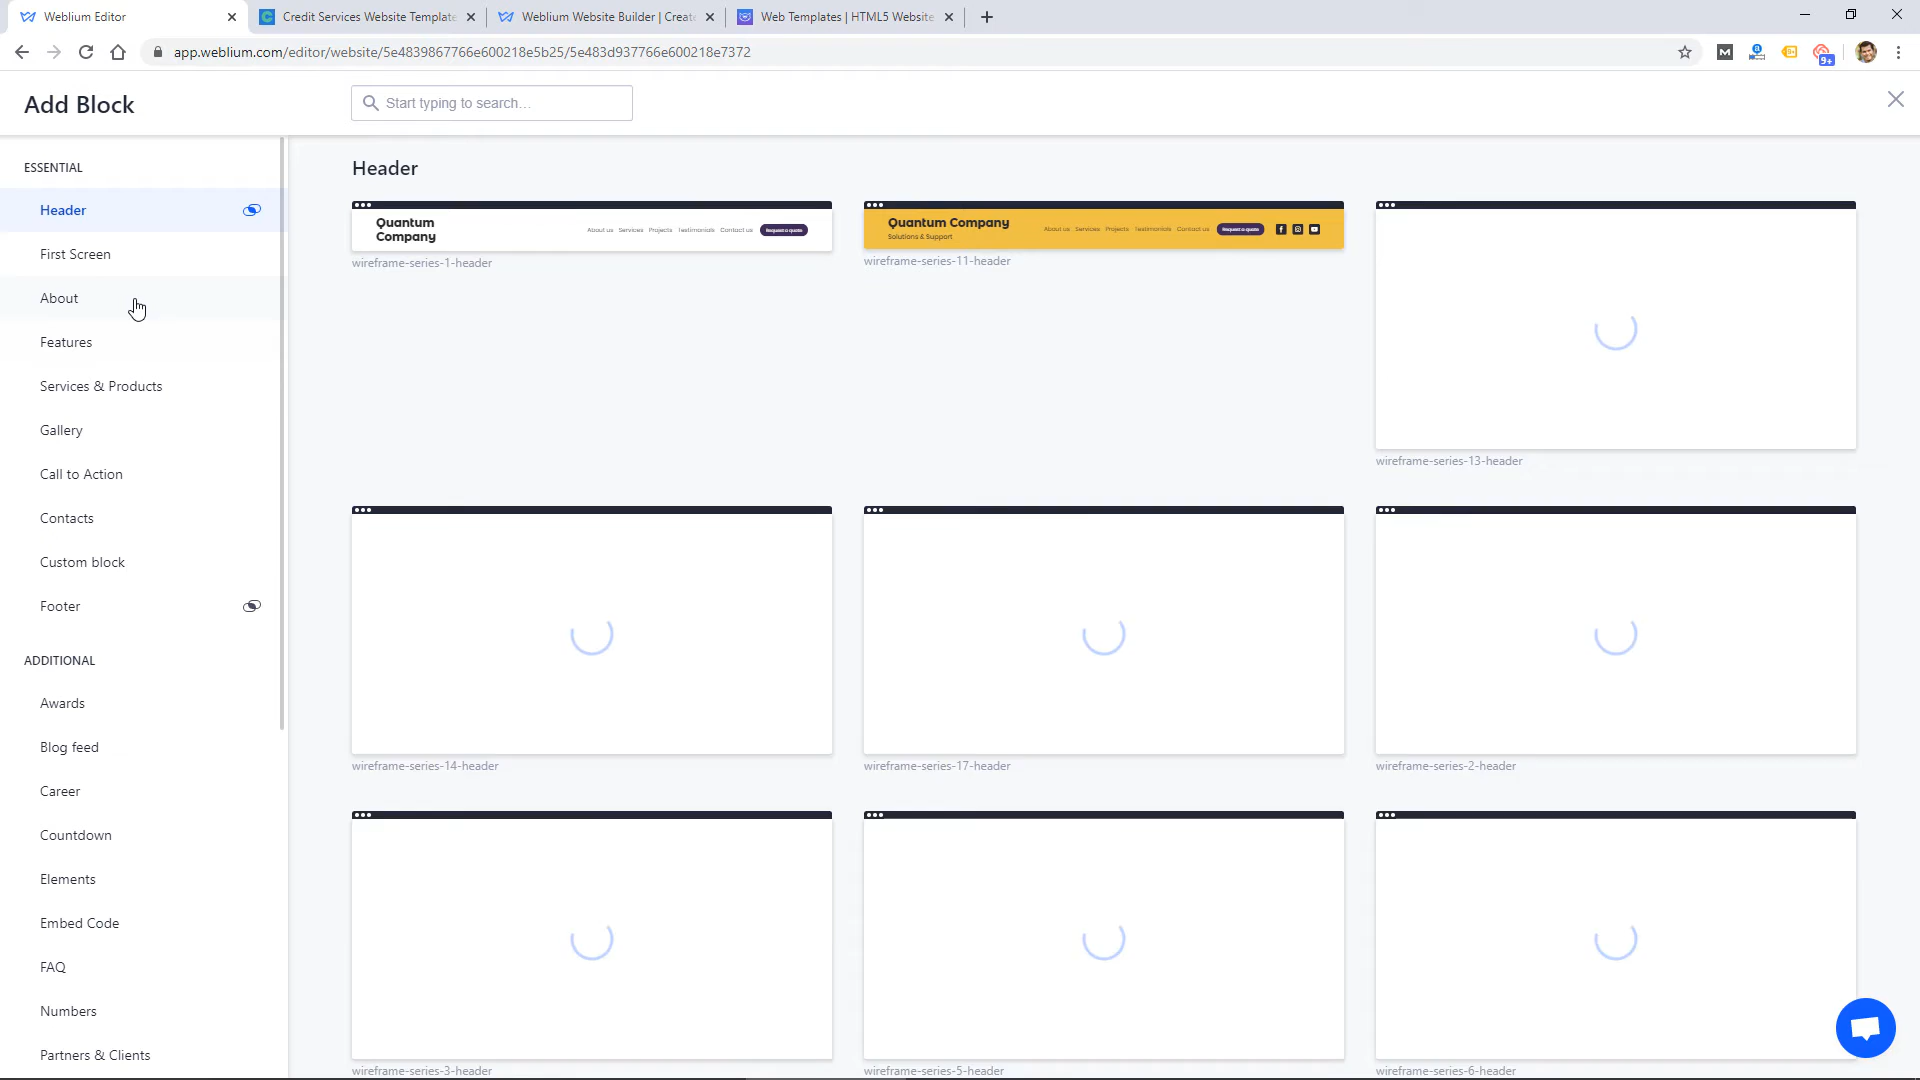 Weblium Editor
Credit Services Website Template
Weblium Website Builder | Create
Web Templates | HTML5 Website
app.weblium.com/editor/website/5e4839867766e600218e5b25/5e483d937766e600218e7372
9+
Add Block
Start typing to search...
ESSENTIAL
Header
First Screen
About
Features
Services & Products
Gallery
Call to Action
Contacts
Custom block
Footer
ADDITIONAL
Awards
Blog feed
Career
Countdown
Elements
Embed Code
FAQ
Numbers
Partners & Clients
Header
Quantum
Company
About us Services Projects Testimonials Contact us Request a quote
wireframe-series-1-header
Quantum Company
Solutions & Support
About us Services Projects Testimonials Contact us Request a quote
wireframe-series-11-header
wireframe-series-13-header
wireframe-series-14-header
wireframe-series-17-header
wireframe-series-2-header
wireframe-series-3-header
wireframe-series-5-header
wireframe-series-6-header